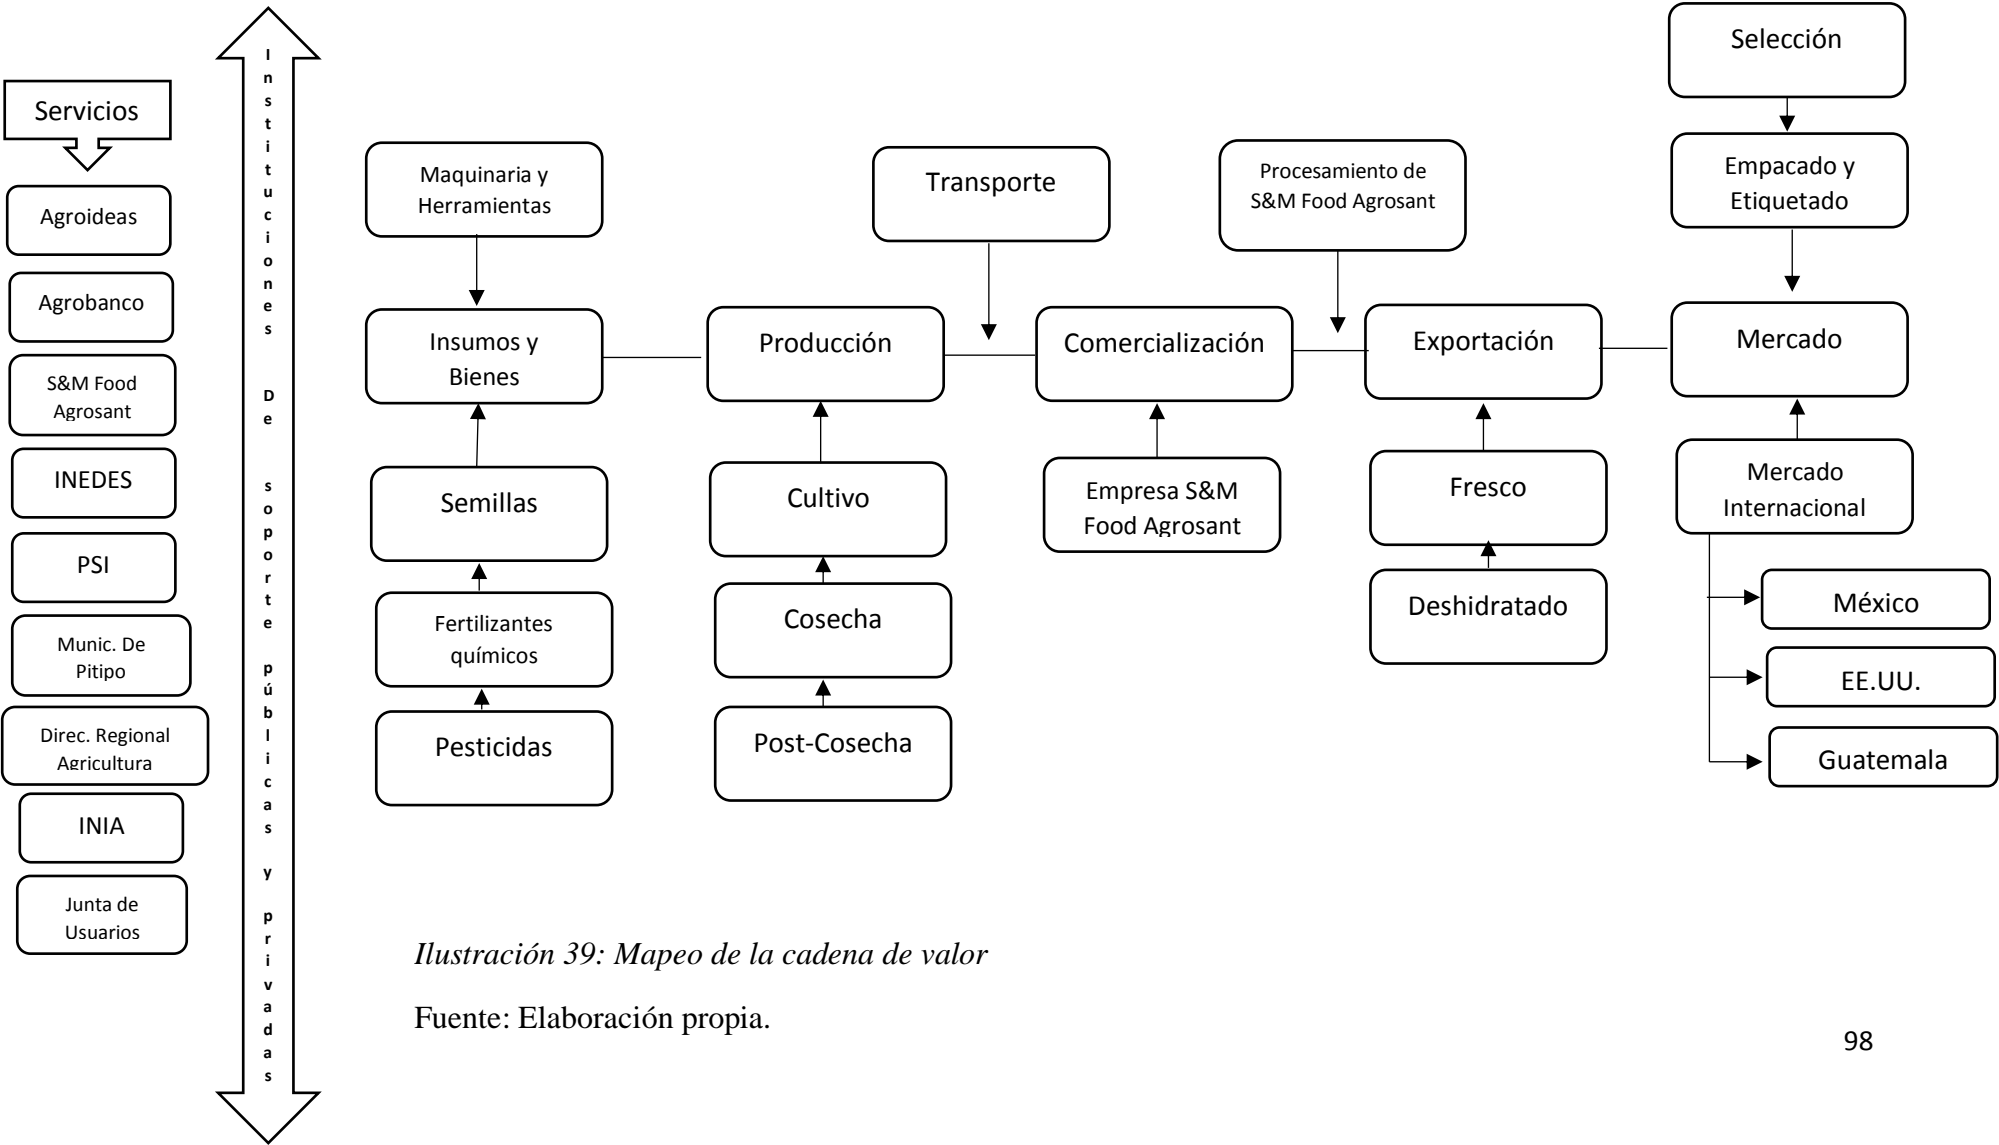 Servicios
Agroideas
Agrobanco
S&M Food
Agrosant
INEDES
PSI
Munic. De
Pitipo
Direc. Regional
Agricultura
INIA
Junta de
Usuarios
Instituciones De soporte públicas y privadas
Maquinaria y
Herramientas
Insumos y
Bienes
Semillas
Fertilizantes
químicos
Pesticidas
Producción
Cultivo
Cosecha
Post-Cosecha
Transporte
Comercialización
Empresa S&M
Food Agrosant
Procesamiento de
S&M Food Agrosant
Exportación
Fresco
Deshidratado
Selección
Empacado y
Etiquetado
Mercado
Mercado
Internacional
México
EE.UU.
Guatemala
Ilustración 39: Mapeo de la cadena de valor
Fuente: Elaboración propia.
98